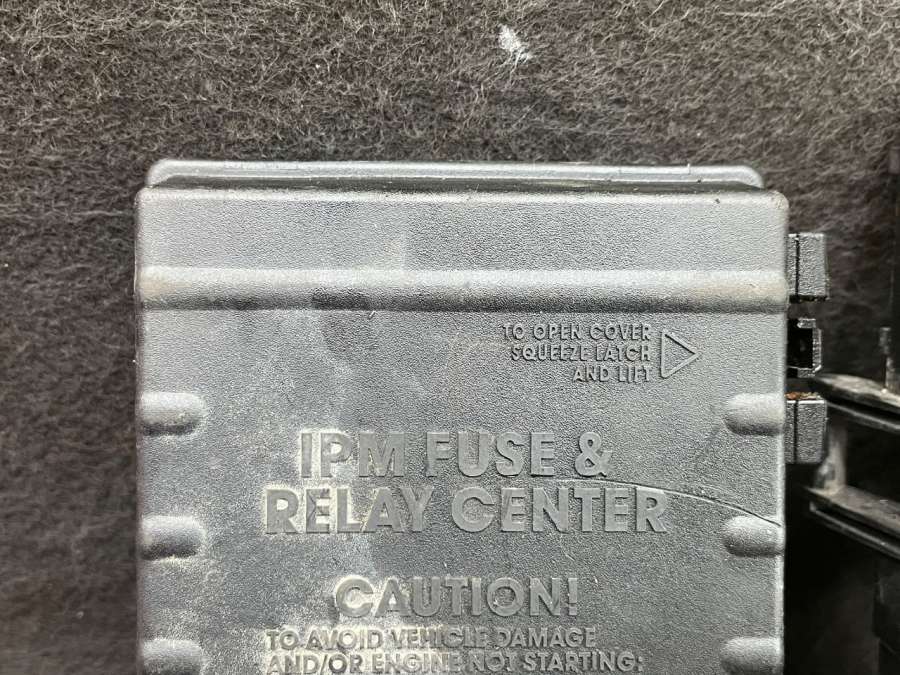 TO OPEN COVER
SQUEEZE LATCH
AND LIFT
IPM FUSE &
RELAY CENTER
CAUTION!
TO AVOID VEHICLE DAMAGE
AND/OR ENGINE NOT STARTING: